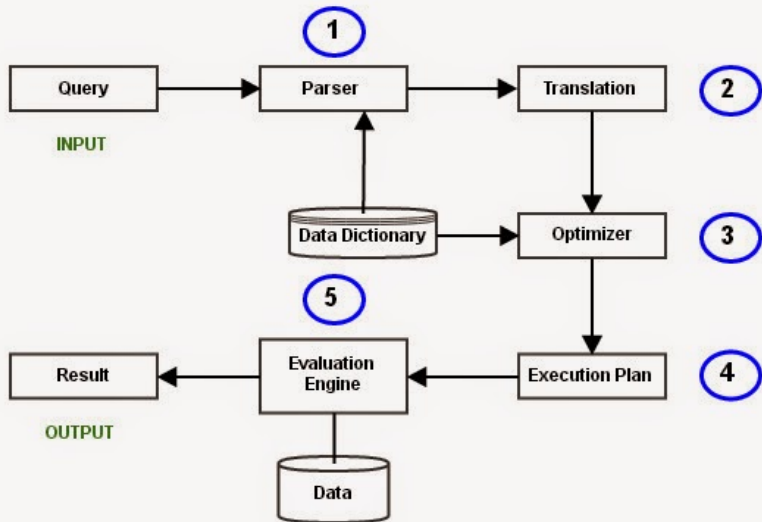 1
Query
Parser
Translation
2
INPUT
Data Dictionary
Optimizer
3
5
Result
Evaluation
Engine
Execution Plan
4
OUTPUT
Data